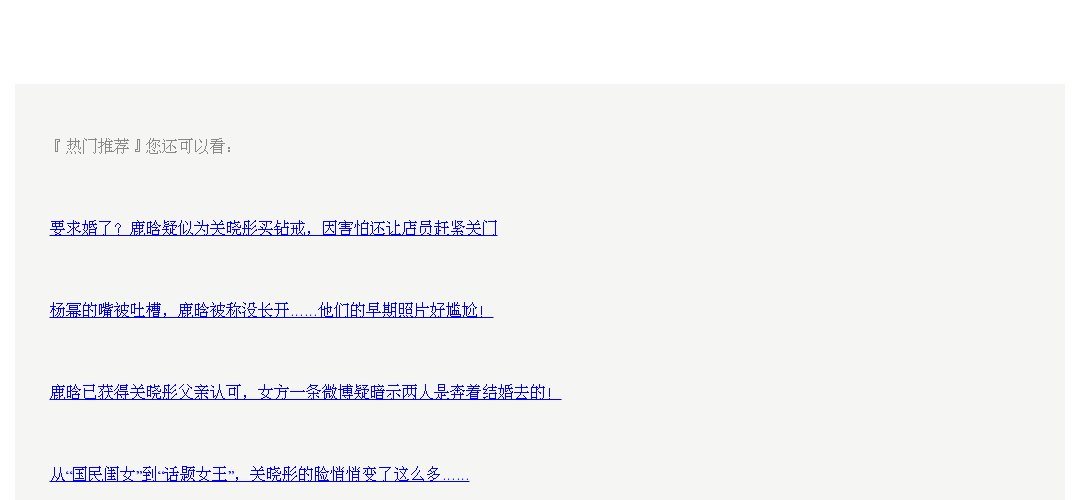 『 热门推荐 』您还可以看：
要求婚了？鹿晗疑似为关晓彤买钻戒，因害怕还让店员赶紧关门
杨幂的嘴被吐槽，鹿晗被称没长开……他们的早期照片好尴尬！
鹿晗已获得关晓彤父亲认可，女方一条微博疑暗示两人是奔着结婚去的！
从“国民闺女”到“话题女王”，关晓彤的脸悄悄变了这么多……